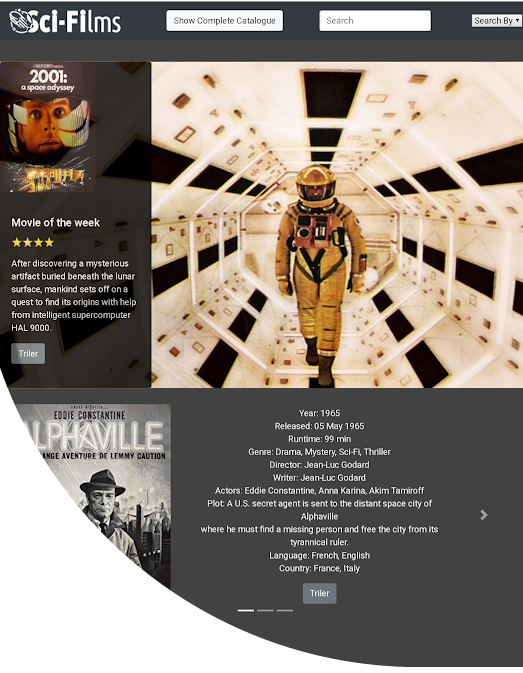 Sci-Films
Show Complete Catalogue
Search
Search By
2001:
a space odyssey
Movie of the week
After discovering a mysterious
artifact buried beneath the lunar
surface, mankind sets off on a
quest to find its origins with help
from intelligent supercomputer
HAL 9000.
Triler
EDDIE CONSTANTINE
ALPHAVILLE
ANGE AVENTURE DE LEMMY CAUTION
Year: 1965
Released: 05 May 1965
Runtime: 99 min
Genre: Drama, Mystery, Sci-Fi, Thriller
Director: Jean-Luc Godard
Writer: Jean-Luc Godard
Actors: Eddie Constantine, Anna Karina, Akim Tamiroff
Plot: A U.S. secret agent is sent to the distant space city of
Alphaville
where he must find a missing person and free the city from its
tyrannical ruler.
Language: French, English
Country: France, Italy
Triler